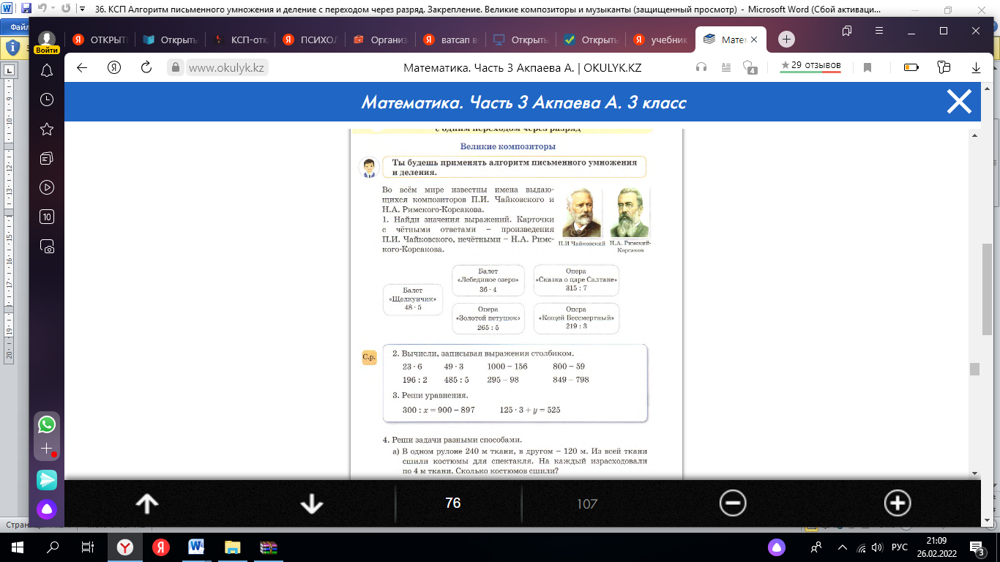 36. КСП Алгоритм письменного умножения и деление с переходом через разряд. Закрепление. Великие композиторы и музыканты (защищенный просмотр) - Microsoft Word (Сбой активаци...
Файл
Войти
ОТКРЫТ
Открыть
КСП-отк
ПСИХОЛ
Организ
ватсап в
Открыть
Открыть
учебник
Матем
www.okulyk.kz
Математика. Часть 3 Акпаева А. | OKULYK.KZ
4
29 отзывов
Математика. Часть 3 Акпаева А. 3 класс
с одним переходом через разряд
Великие композиторы
Ты будешь применять алгоритм письменного умножения
и деления.
Во всём мире известны имена выдаю-
щихся композиторов П.И. Чайковского и
Н.А. Римского-Корсакова.
1. Найди значения выражений. Карточки
с чётными ответами – произведения
П.И. Чайковского, нечётными – Н.А. Римс-
кого-Корсакова.
П.И Чайковский
Н.А. Римский-
Корсаков
Балет
«Щелкунчик»
48 · 5
Балет
«Лебединое озеро»
36 · 4
Опера
«Сказка о царе Салтане»
315 : 7
Опера
«Золотой петушок»
265 : 5
Опера
«Кощей Бессмертный»
219 : 3
С.р.
2. Вычисли, записывая выражения столбиком.
23 · 6 49 · 3 1000 – 156 800 – 59
196 : 2 485 : 5 295 – 98 849 – 798
3. Реши уравнения.
300 : x = 900 – 897 125 · 3 + y = 525
4. Реши задачи разными способами.
а) В одном рулоне 240 м ткани, в другом – 120 м. Из всей ткани
сшили костюмы для спектакля. На каждый израсходовали
по 4 м ткани. Сколько костюмов сшили?
10
76
107
РУС
21:09
26.02.2022
3